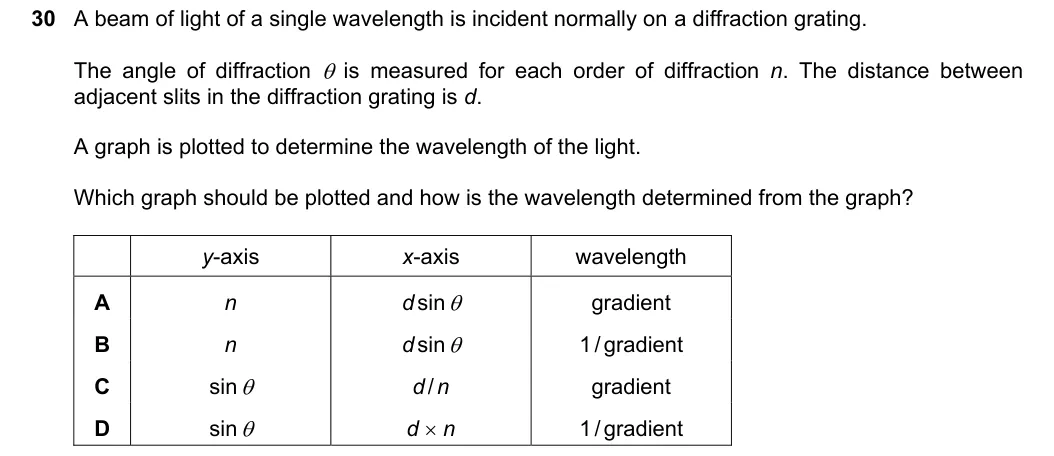 30 A beam of light of a single wavelength is incident normally on a diffraction grating.
The angle of diffraction θ is measured for each order of diffraction n. The distance between
adjacent slits in the diffraction grating is d.
A graph is plotted to determine the wavelength of the light.
Which graph should be plotted and how is the wavelength determined from the graph?
y-axis x-axis wavelength
A n d sin θ gradient
B n d sin θ 1/gradient
C sin θ d/n gradient
D sin θ d × n 1/gradient